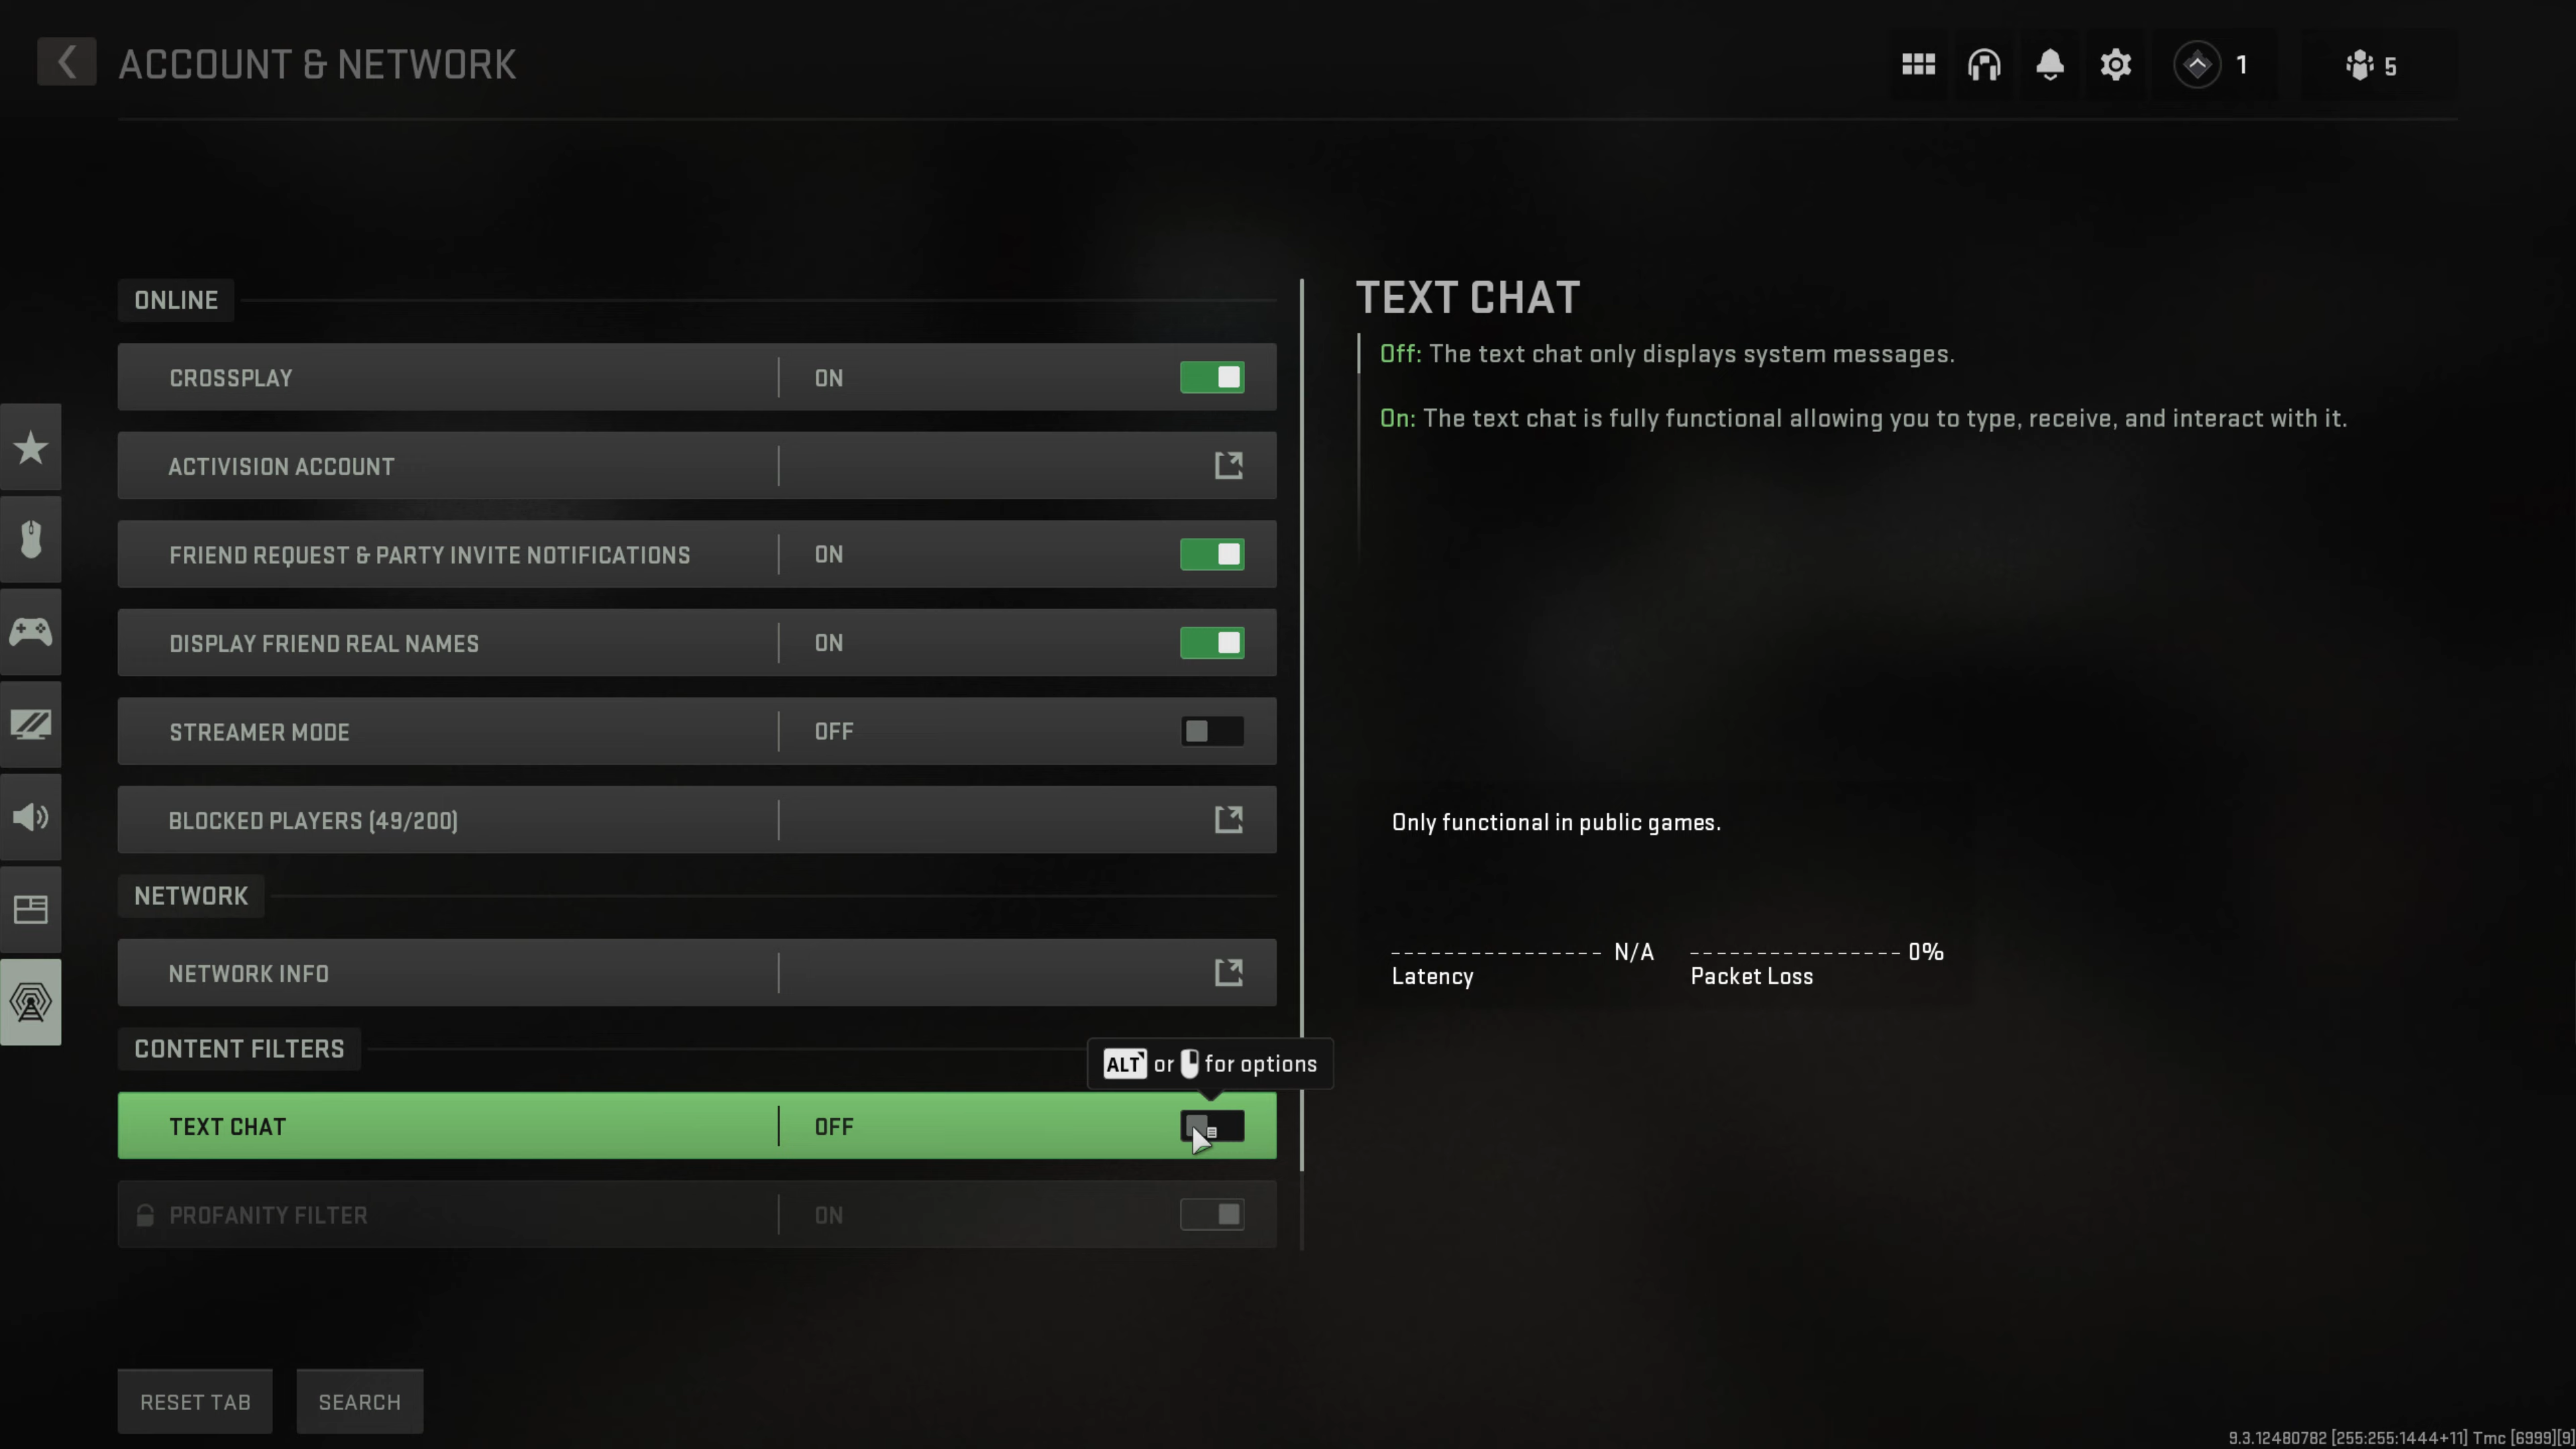 ACCOUNT & NETWORK
1
5
ONLINE
CROSSPLAY ON
ACTIVISION ACCOUNT
FRIEND REQUEST & PARTY INVITE NOTIFICATIONS ON
DISPLAY FRIEND REAL NAMES ON
STREAMER MODE OFF
BLOCKED PLAYERS (49/200)
NETWORK
NETWORK INFO
CONTENT FILTERS
ALT or for options
TEXT CHAT OFF
PROFANITY FILTER ON
TEXT CHAT
Off: The text chat only displays system messages.
On: The text chat is fully functional allowing you to type, receive, and interact with it.
Only functional in public games.
N/A
Latency
0%
Packet Loss
RESET TAB
SEARCH
9.3.12480782 [255:255:1444+11] Tmc [6999][9]